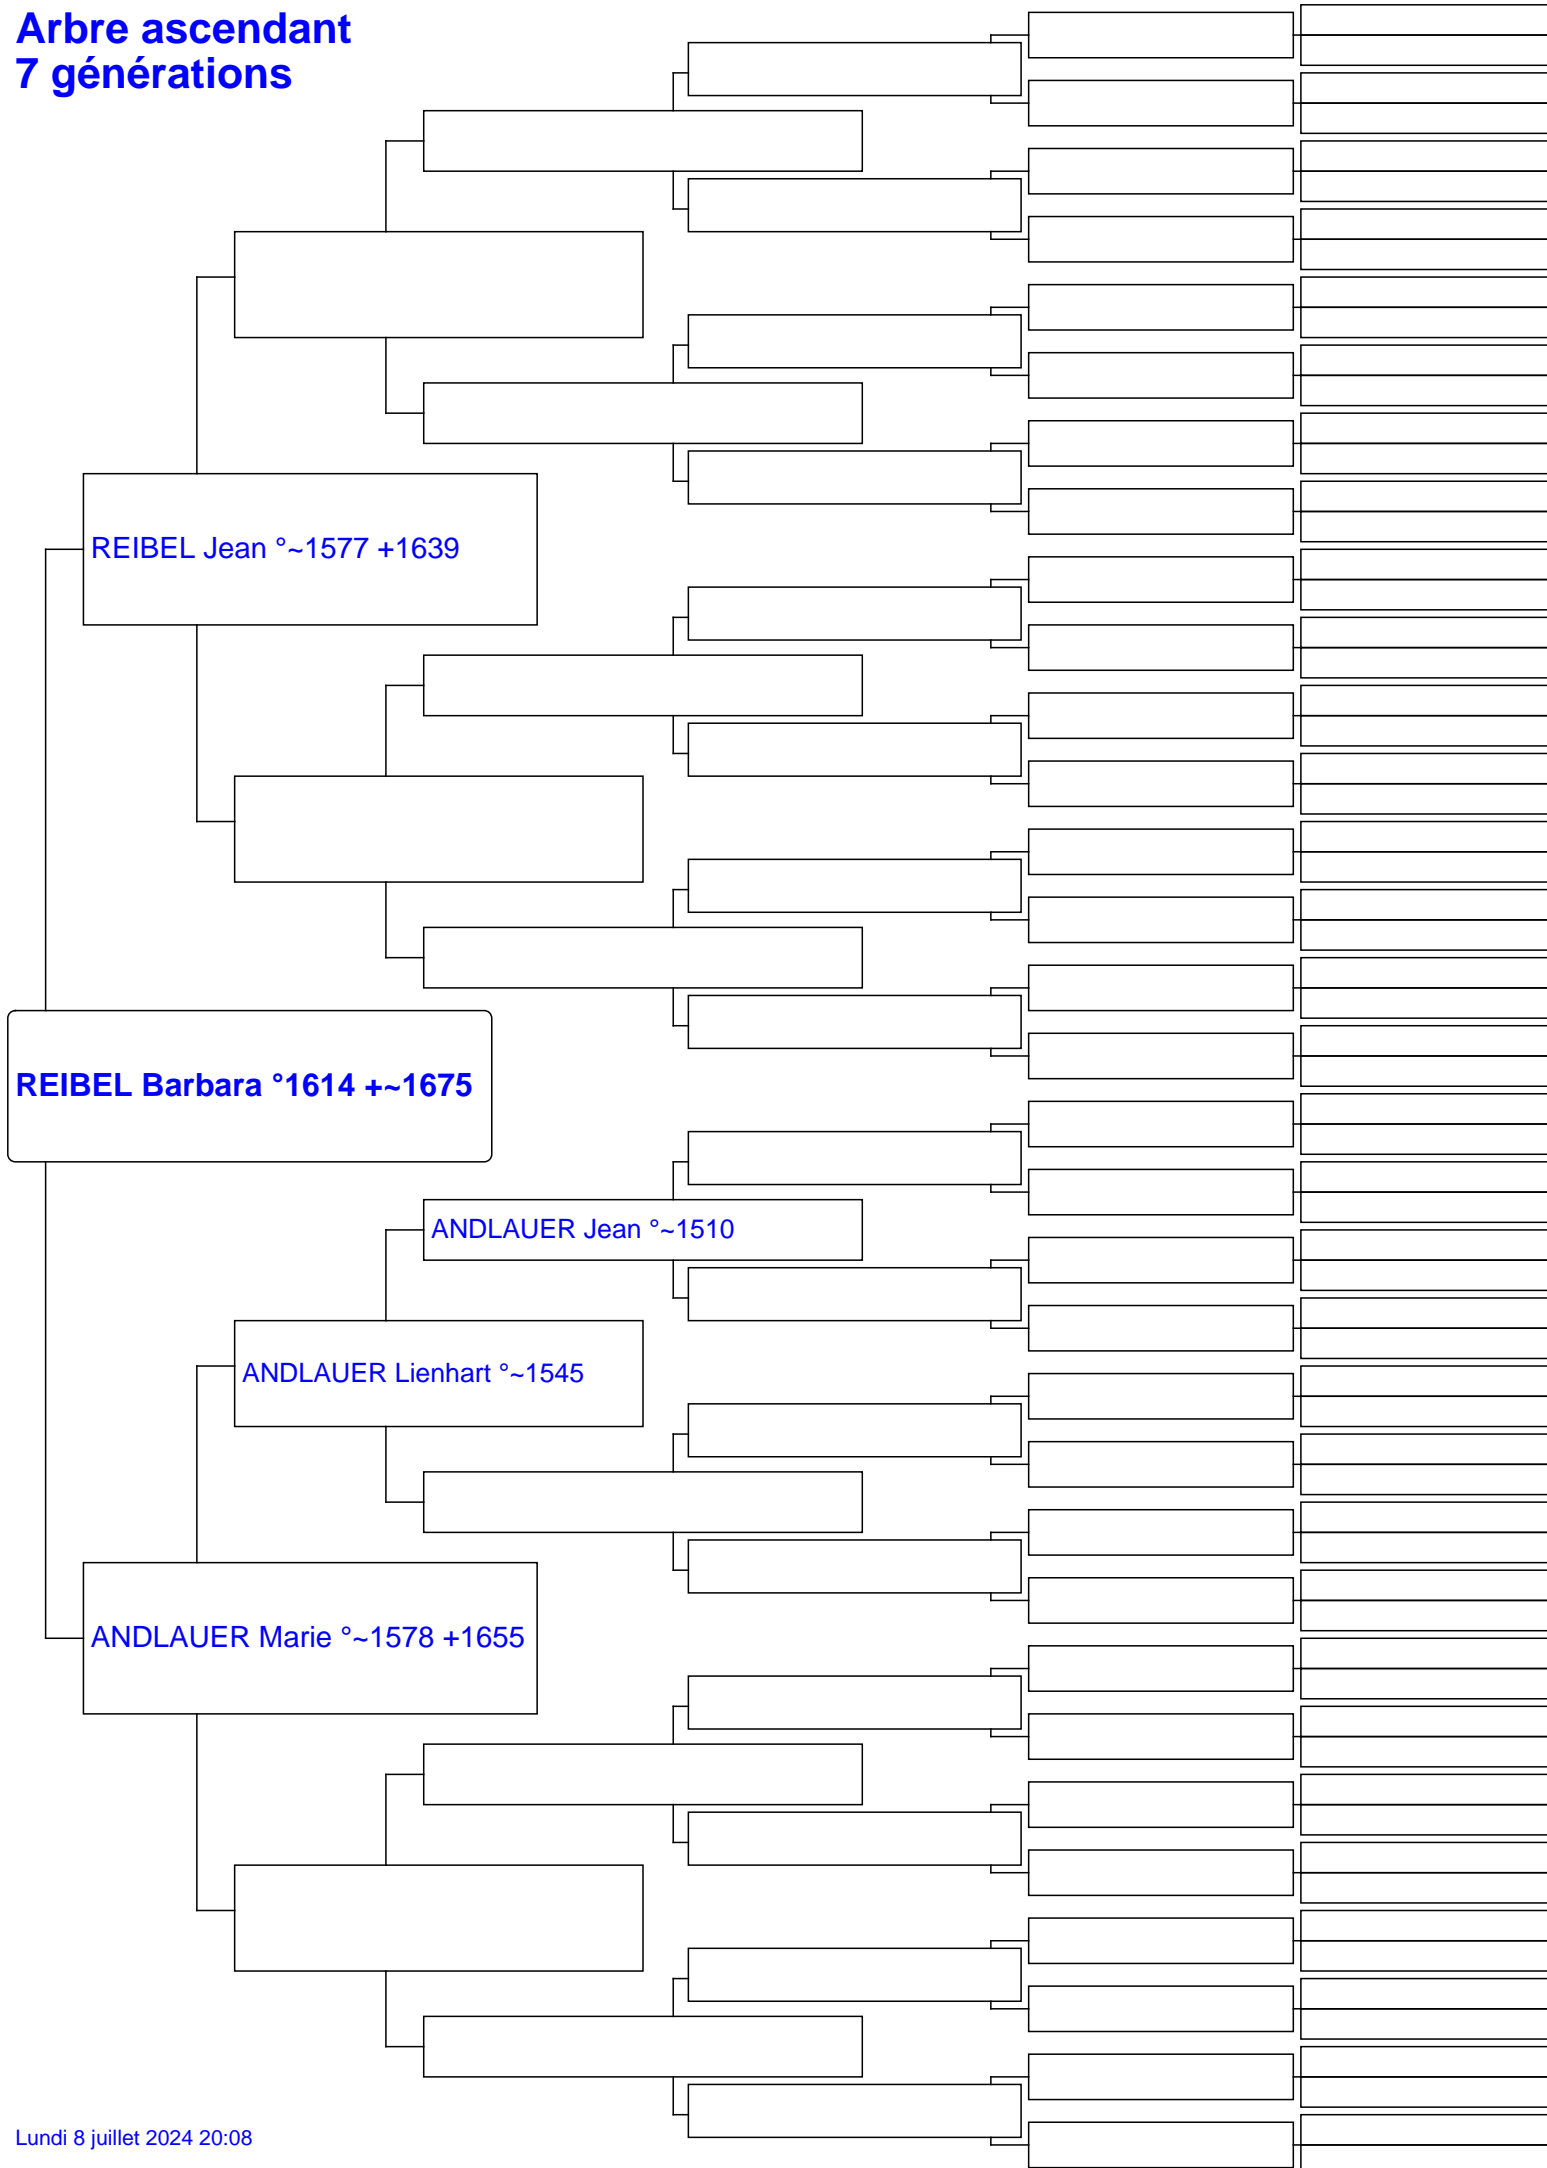 Arbre ascendant
7 générations
REIBEL Jean °~1577 +1639
REIBEL Barbara °1614 +~1675
ANDLAUER Jean °~1510
ANDLAUER Lienhart °~1545
ANDLAUER Marie °~1578 +1655
Lundi 8 juillet 2024 20:08